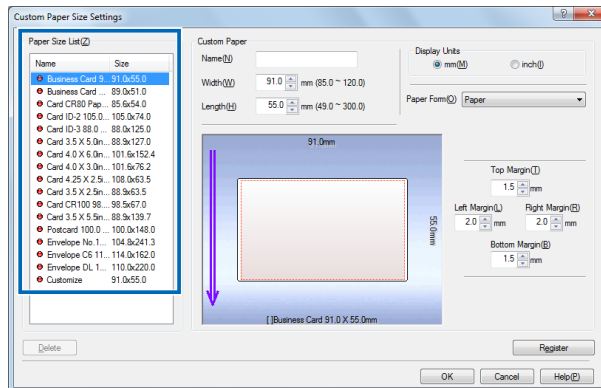 Custom Paper Size Settings
Paper Size List(Z)
Name Size
Business Card 9... 91.0x55.0
Business Card ... 89.0x51.0
Card CR80 Pap... 85.6x54.0
Card ID-2 105.0... 105.0x74.0
Card ID-3 88.0 ... 88.0x125.0
Card 3.5 X 5.0in... 88.9x127.0
Card 4.0 X 6.0in... 101.6x152.4
Card 4.0 X 3.0in... 101.6x76.2
Card 4.25 X 2.5i... 108.0x63.5
Card 3.5 X 2.5in... 88.9x63.5
Card CR100 98.... 98.5x67.0
Card 3.5 X 5.5in... 88.9x139.7
Postcard 100.0 ... 100.0x148.0
Envelope No.1... 104.8x241.3
Envelope C6 11... 114.0x162.0
Envelope DL 1... 110.0x220.0
Customize 91.0x55.0
Delete
Custom Paper
Name(N)
Width(W) 91.0 mm (85.0 ~ 120.0)
Length(H) 55.0 mm (49.0 ~ 300.0)
Display Units
mm(M) inch(I)
Paper Form(O) Paper
91.0mm
55.0mm
[ ]Business Card 91.0 X 55.0mm
Top Margin(T)
1.5 mm
Left Margin(L) Right Margin(R)
2.0 mm 2.0 mm
Bottom Margin(B)
1.5 mm
Register
OK Cancel Help(P)